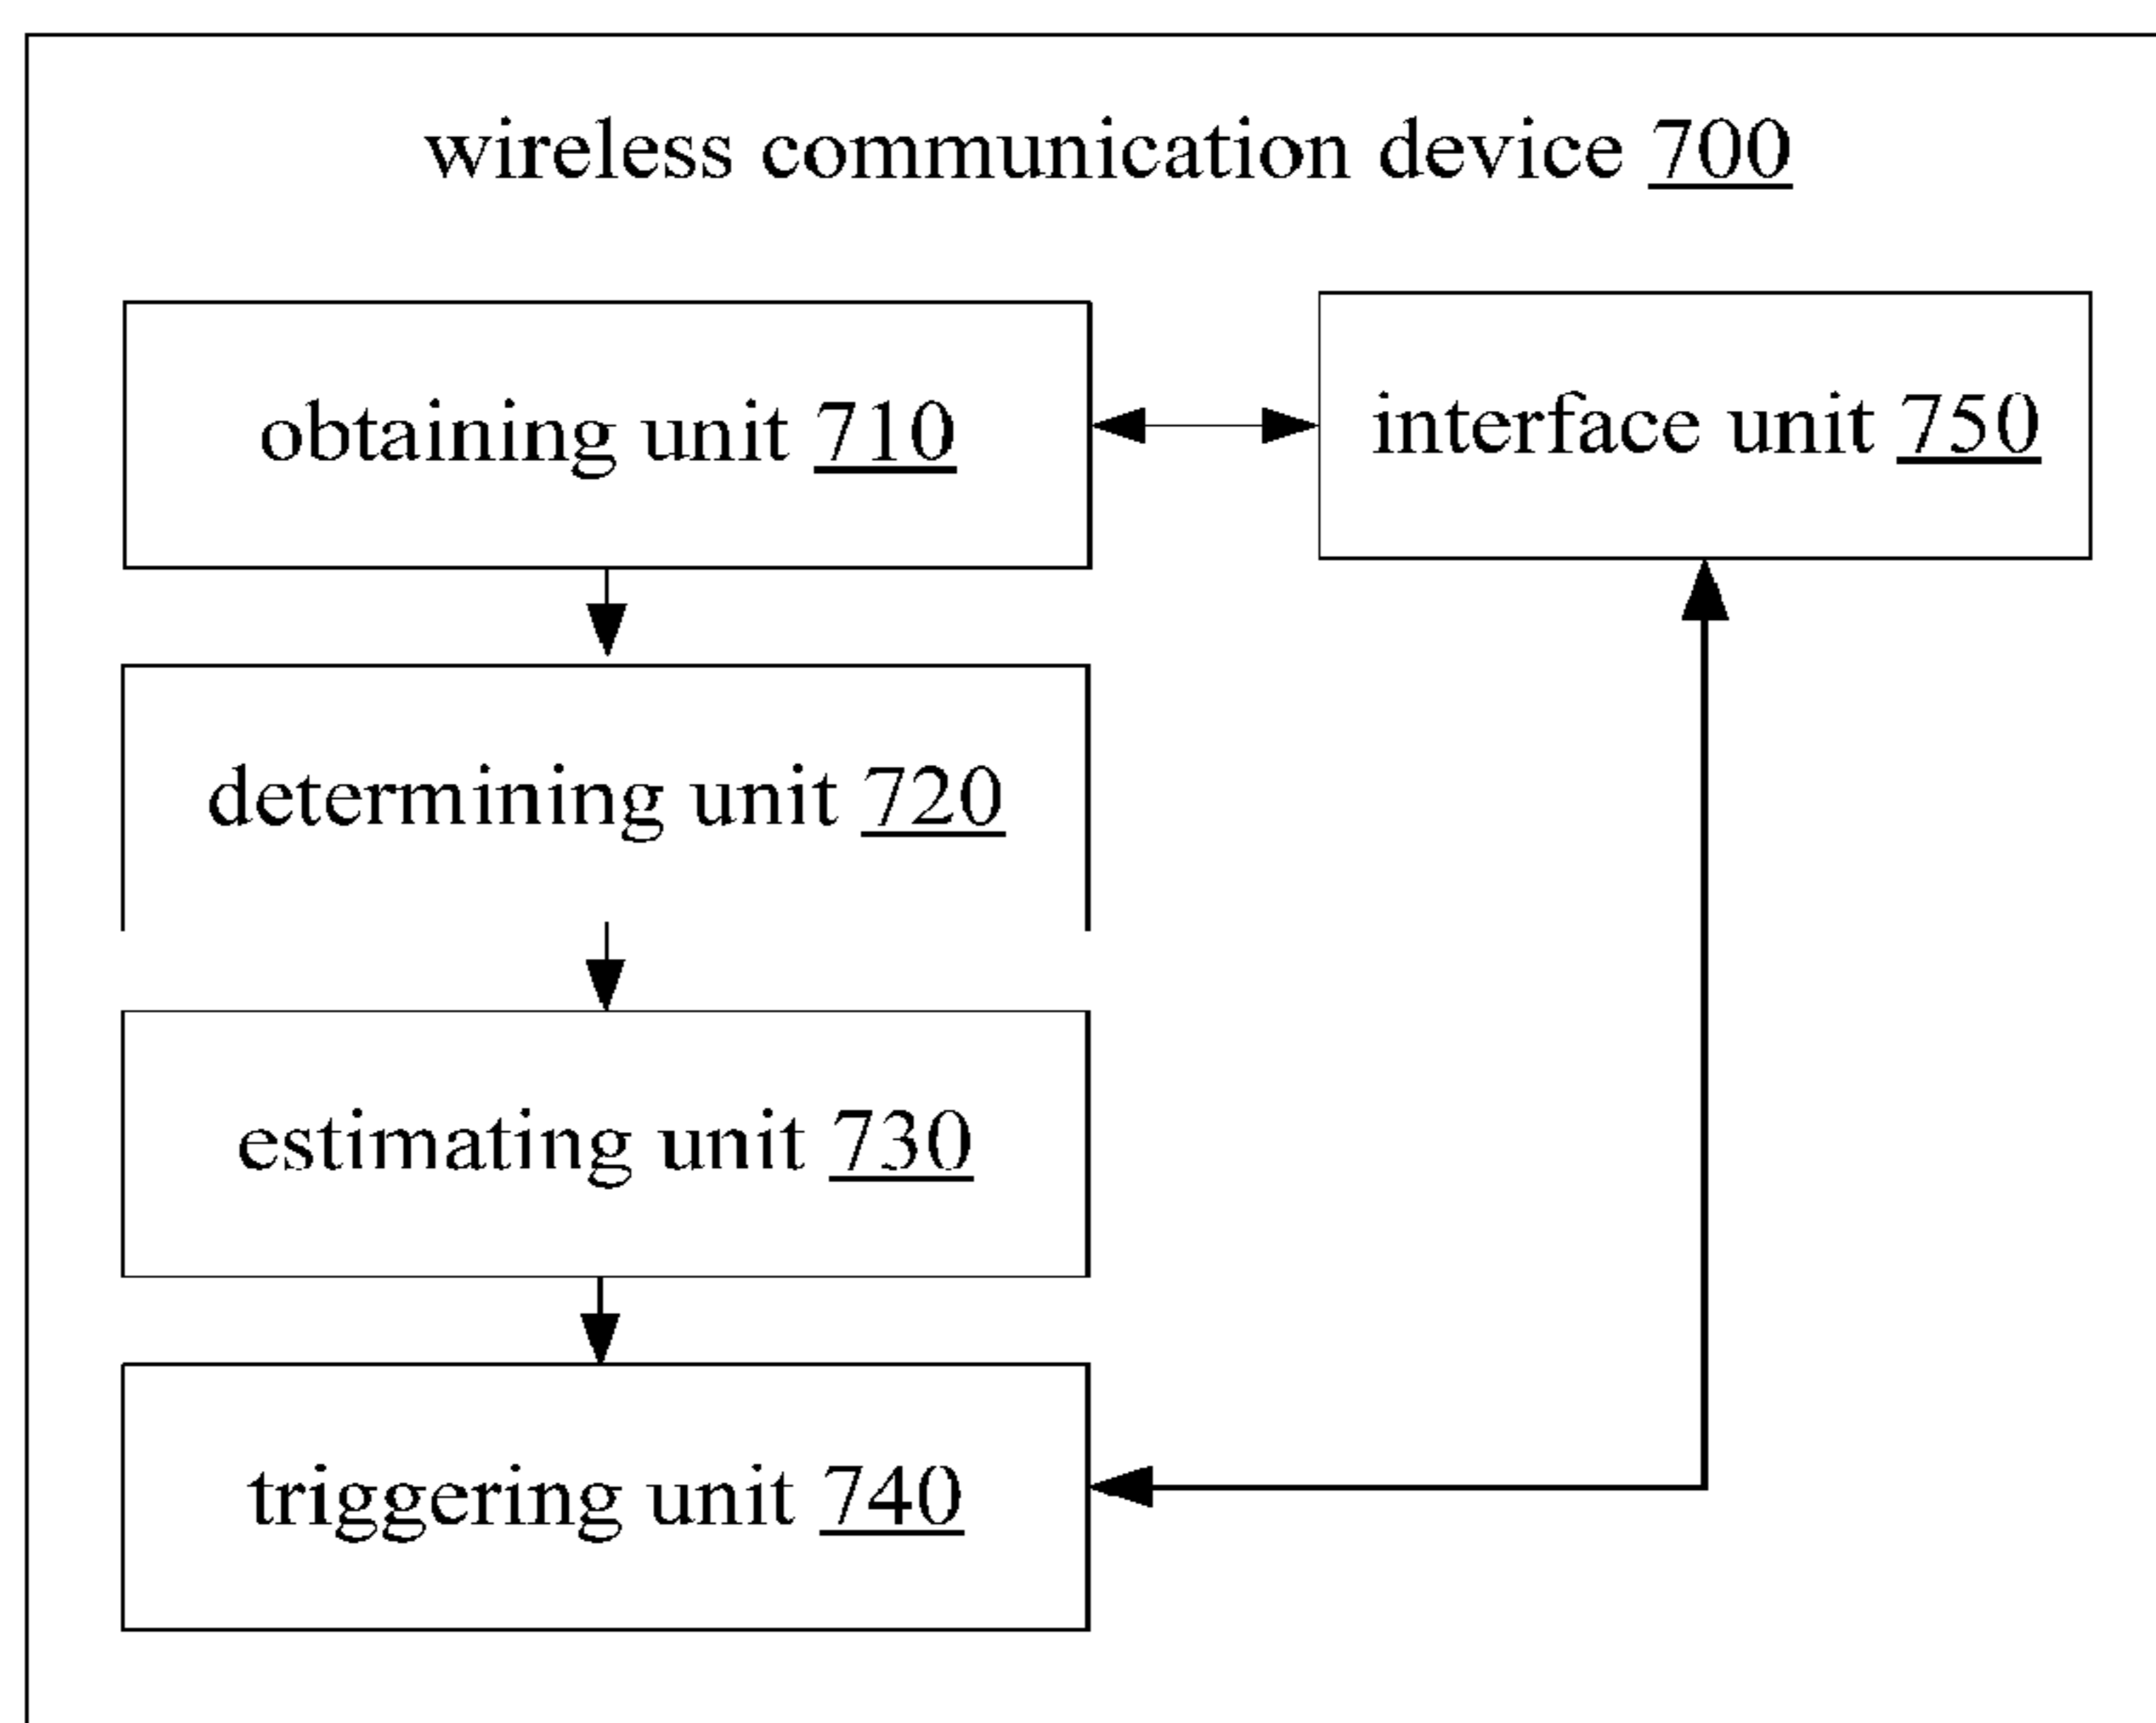 wireless communication device 700
obtaining unit 710
interface unit 750
determining unit 720
estimating unit 730
triggering unit 740